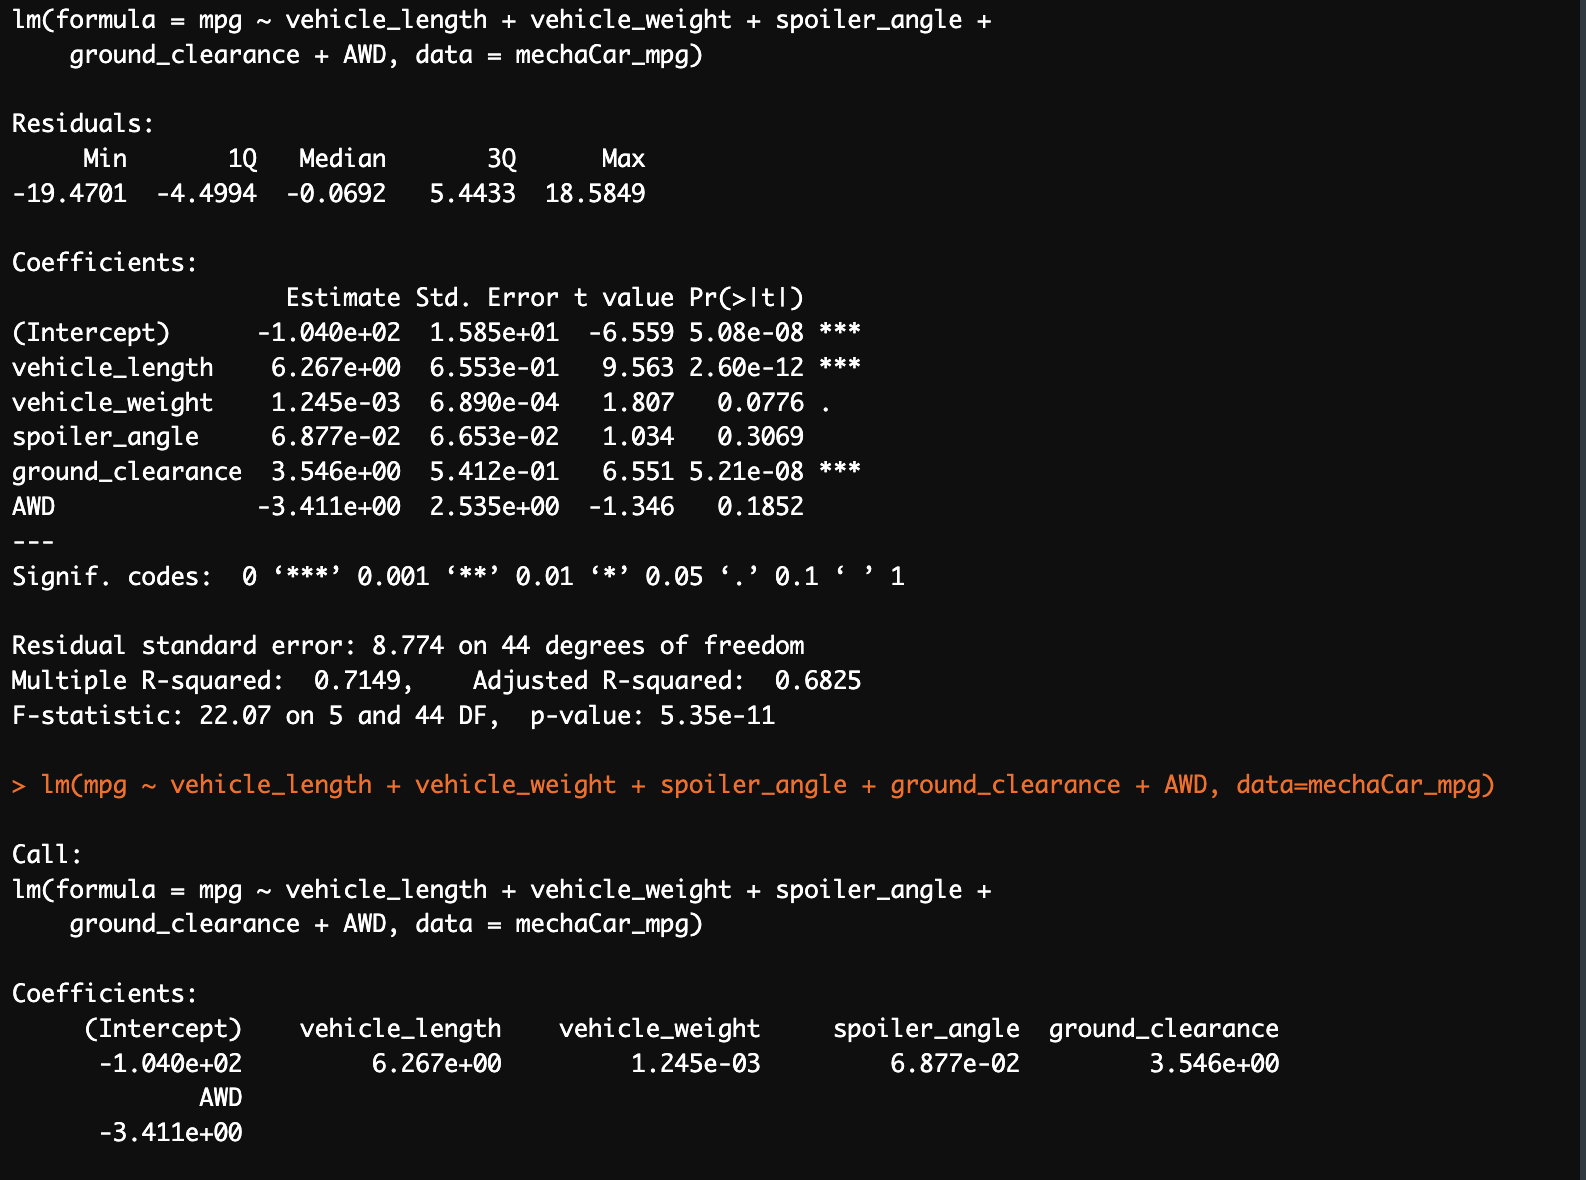 lm(formula = mpg ~ vehicle_length + vehicle_weight + spoiler_angle +
    ground_clearance + AWD, data = mechaCar_mpg)

Residuals:
     Min       1Q   Median       3Q      Max
-19.4701  -4.4994  -0.0692   5.4433  18.5849

Coefficients:
                   Estimate Std. Error t value Pr(>|t|)
(Intercept)      -1.040e+02  1.585e+01  -6.559 5.08e-08 ***
vehicle_length    6.267e+00  6.553e-01   9.563 2.60e-12 ***
vehicle_weight    1.245e-03  6.890e-04   1.807   0.0776 .
spoiler_angle     6.877e-02  6.653e-02   1.034   0.3069
ground_clearance  3.546e+00  5.412e-01   6.551 5.21e-08 ***
AWD              -3.411e+00  2.535e+00  -1.346   0.1852
---
Signif. codes:  0 ‘***’ 0.001 ‘**’ 0.01 ‘*’ 0.05 ‘.’ 0.1 ‘ ’ 1

Residual standard error: 8.774 on 44 degrees of freedom
Multiple R-squared:  0.7149,    Adjusted R-squared:  0.6825
F-statistic: 22.07 on 5 and 44 DF,  p-value: 5.35e-11

> lm(mpg ~ vehicle_length + vehicle_weight + spoiler_angle + ground_clearance + AWD, data=mechaCar_mpg)

Call:
lm(formula = mpg ~ vehicle_length + vehicle_weight + spoiler_angle +
    ground_clearance + AWD, data = mechaCar_mpg)

Coefficients:
     (Intercept)    vehicle_length    vehicle_weight     spoiler_angle  ground_clearance
      -1.040e+02         6.267e+00         1.245e-03         6.877e-02         3.546e+00
             AWD
      -3.411e+00